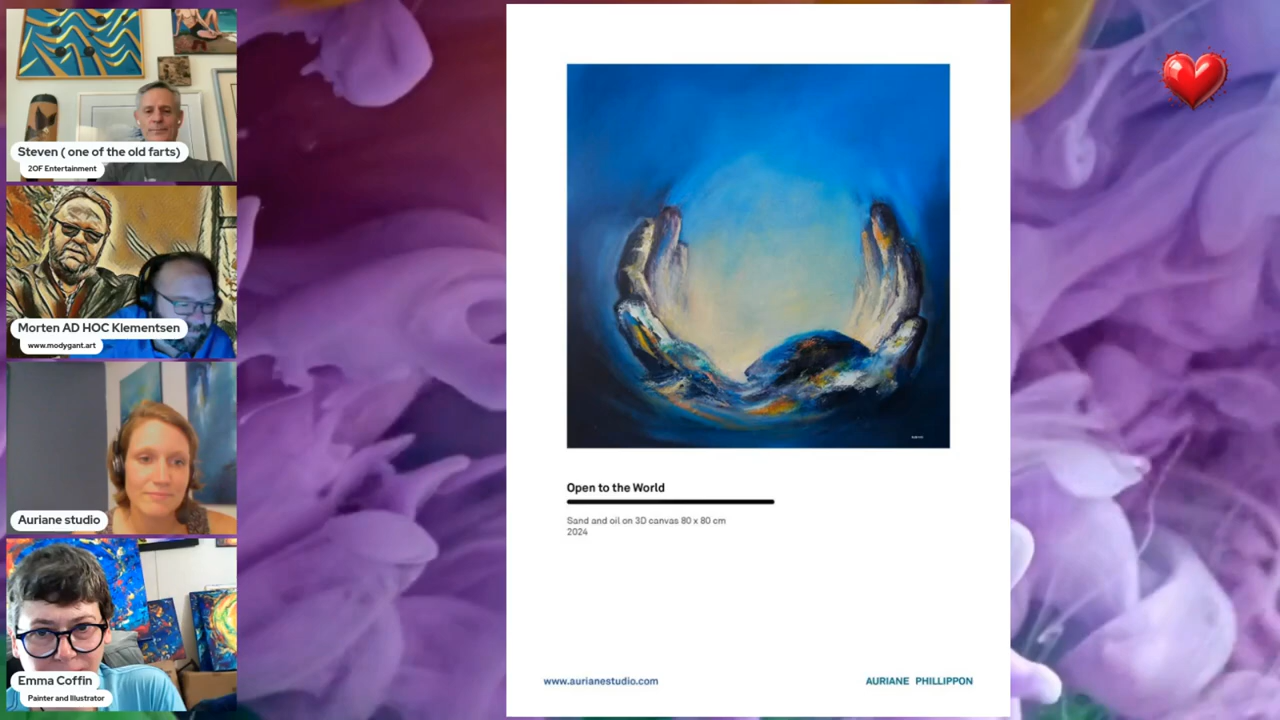 Steven ( one of the old farts)
2OF Entertainment
Morten AD HOC Klementsen
www.modygant.art
Auriane studio
Emma Coffin
Painter and Illustrator
Open to the World
Sand and oil on 3D canvas 80 x 80 cm
2024
www.aurianestudio.com
AURIANE PHILLIPPON